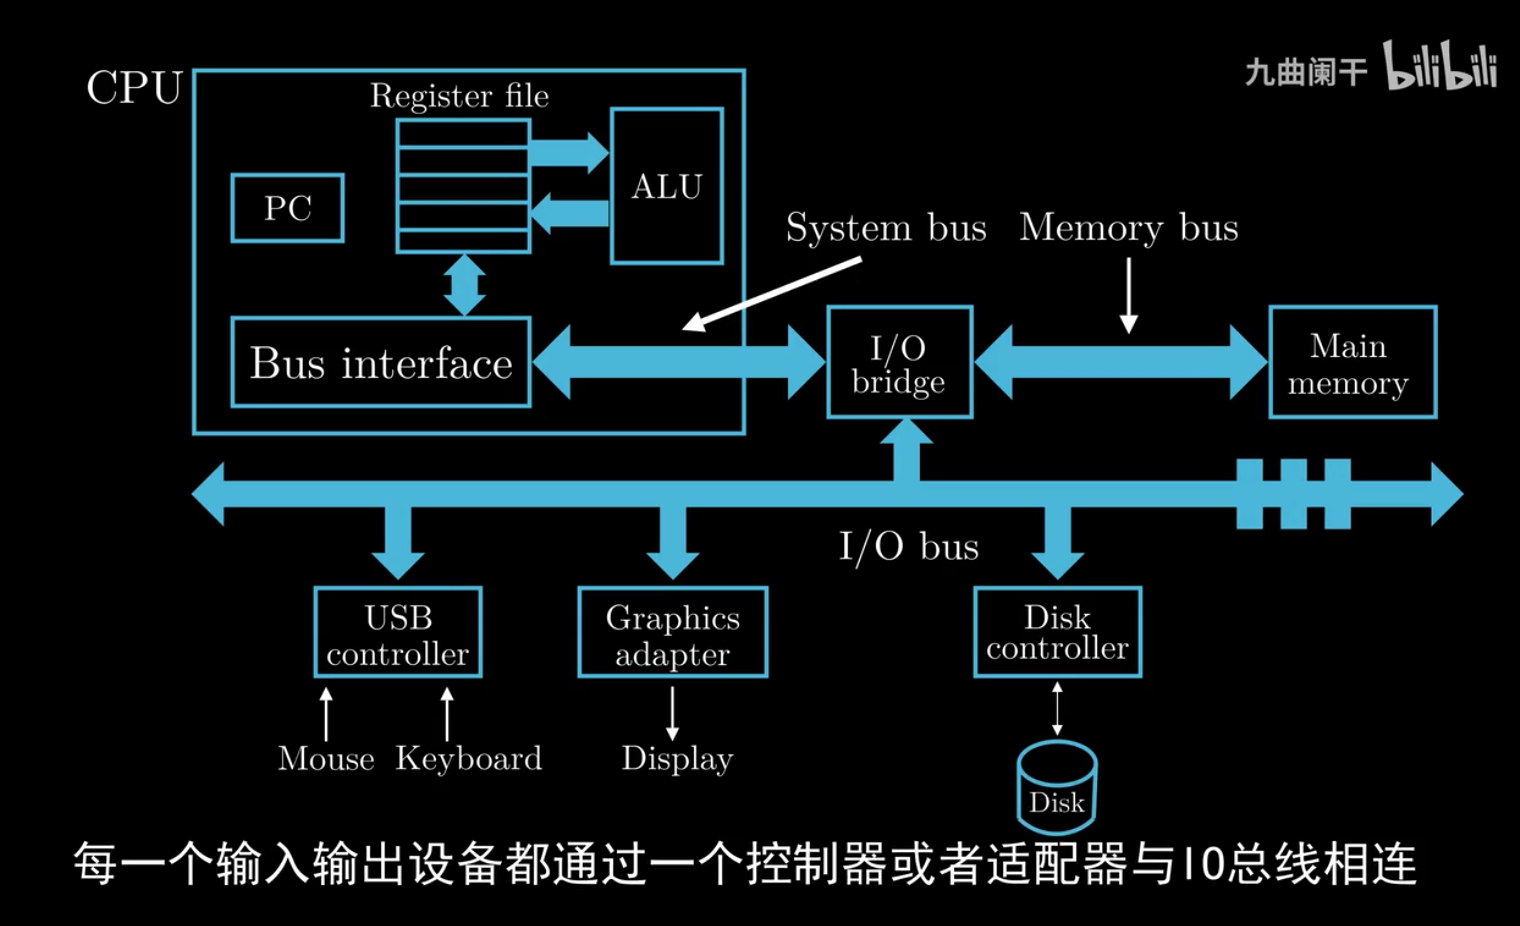 九曲阑干 bilibili
CPU
Register file
PC
ALU
System bus
Memory bus
Bus interface
I/O
bridge
Main
memory
I/O bus
USB
controller
Graphics
adapter
Disk
controller
Mouse
Keyboard
Display
Disk
每一个输入输出设备都通过一个控制器或者适配器与IO总线相连